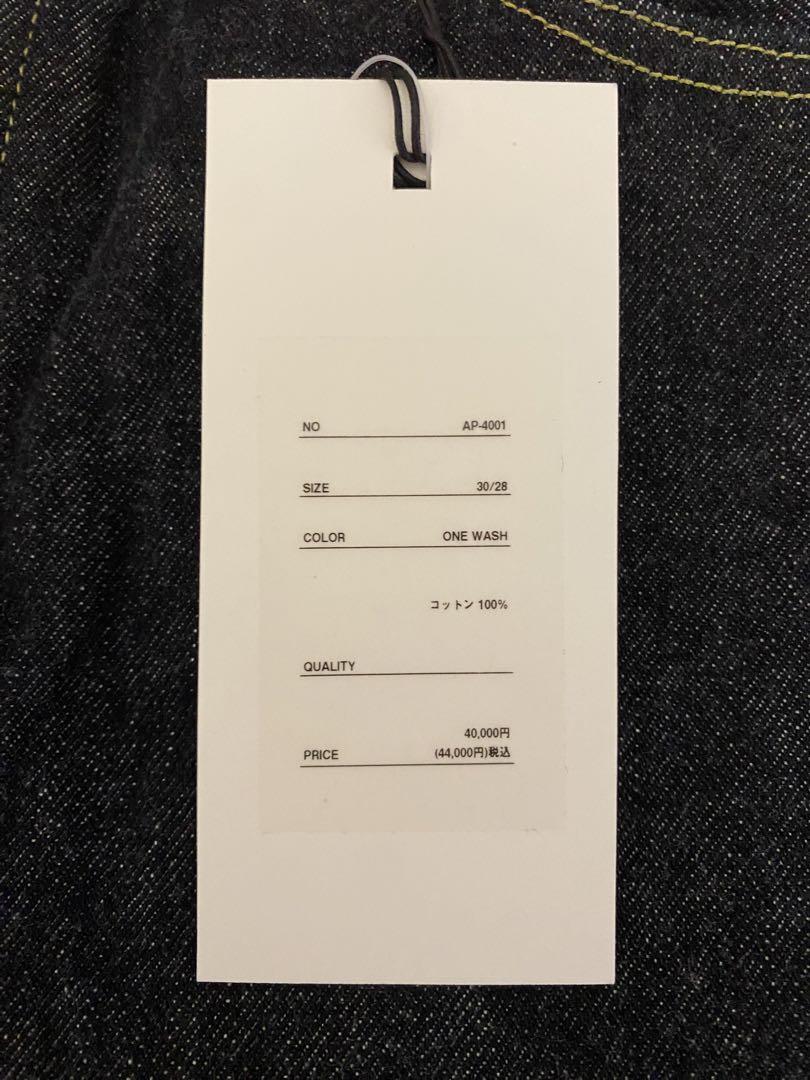 NO AP-4001
SIZE 30/28
COLOR ONE WASH
コットン 100%
QUALITY
40,000円
PRICE (44,000円)税込